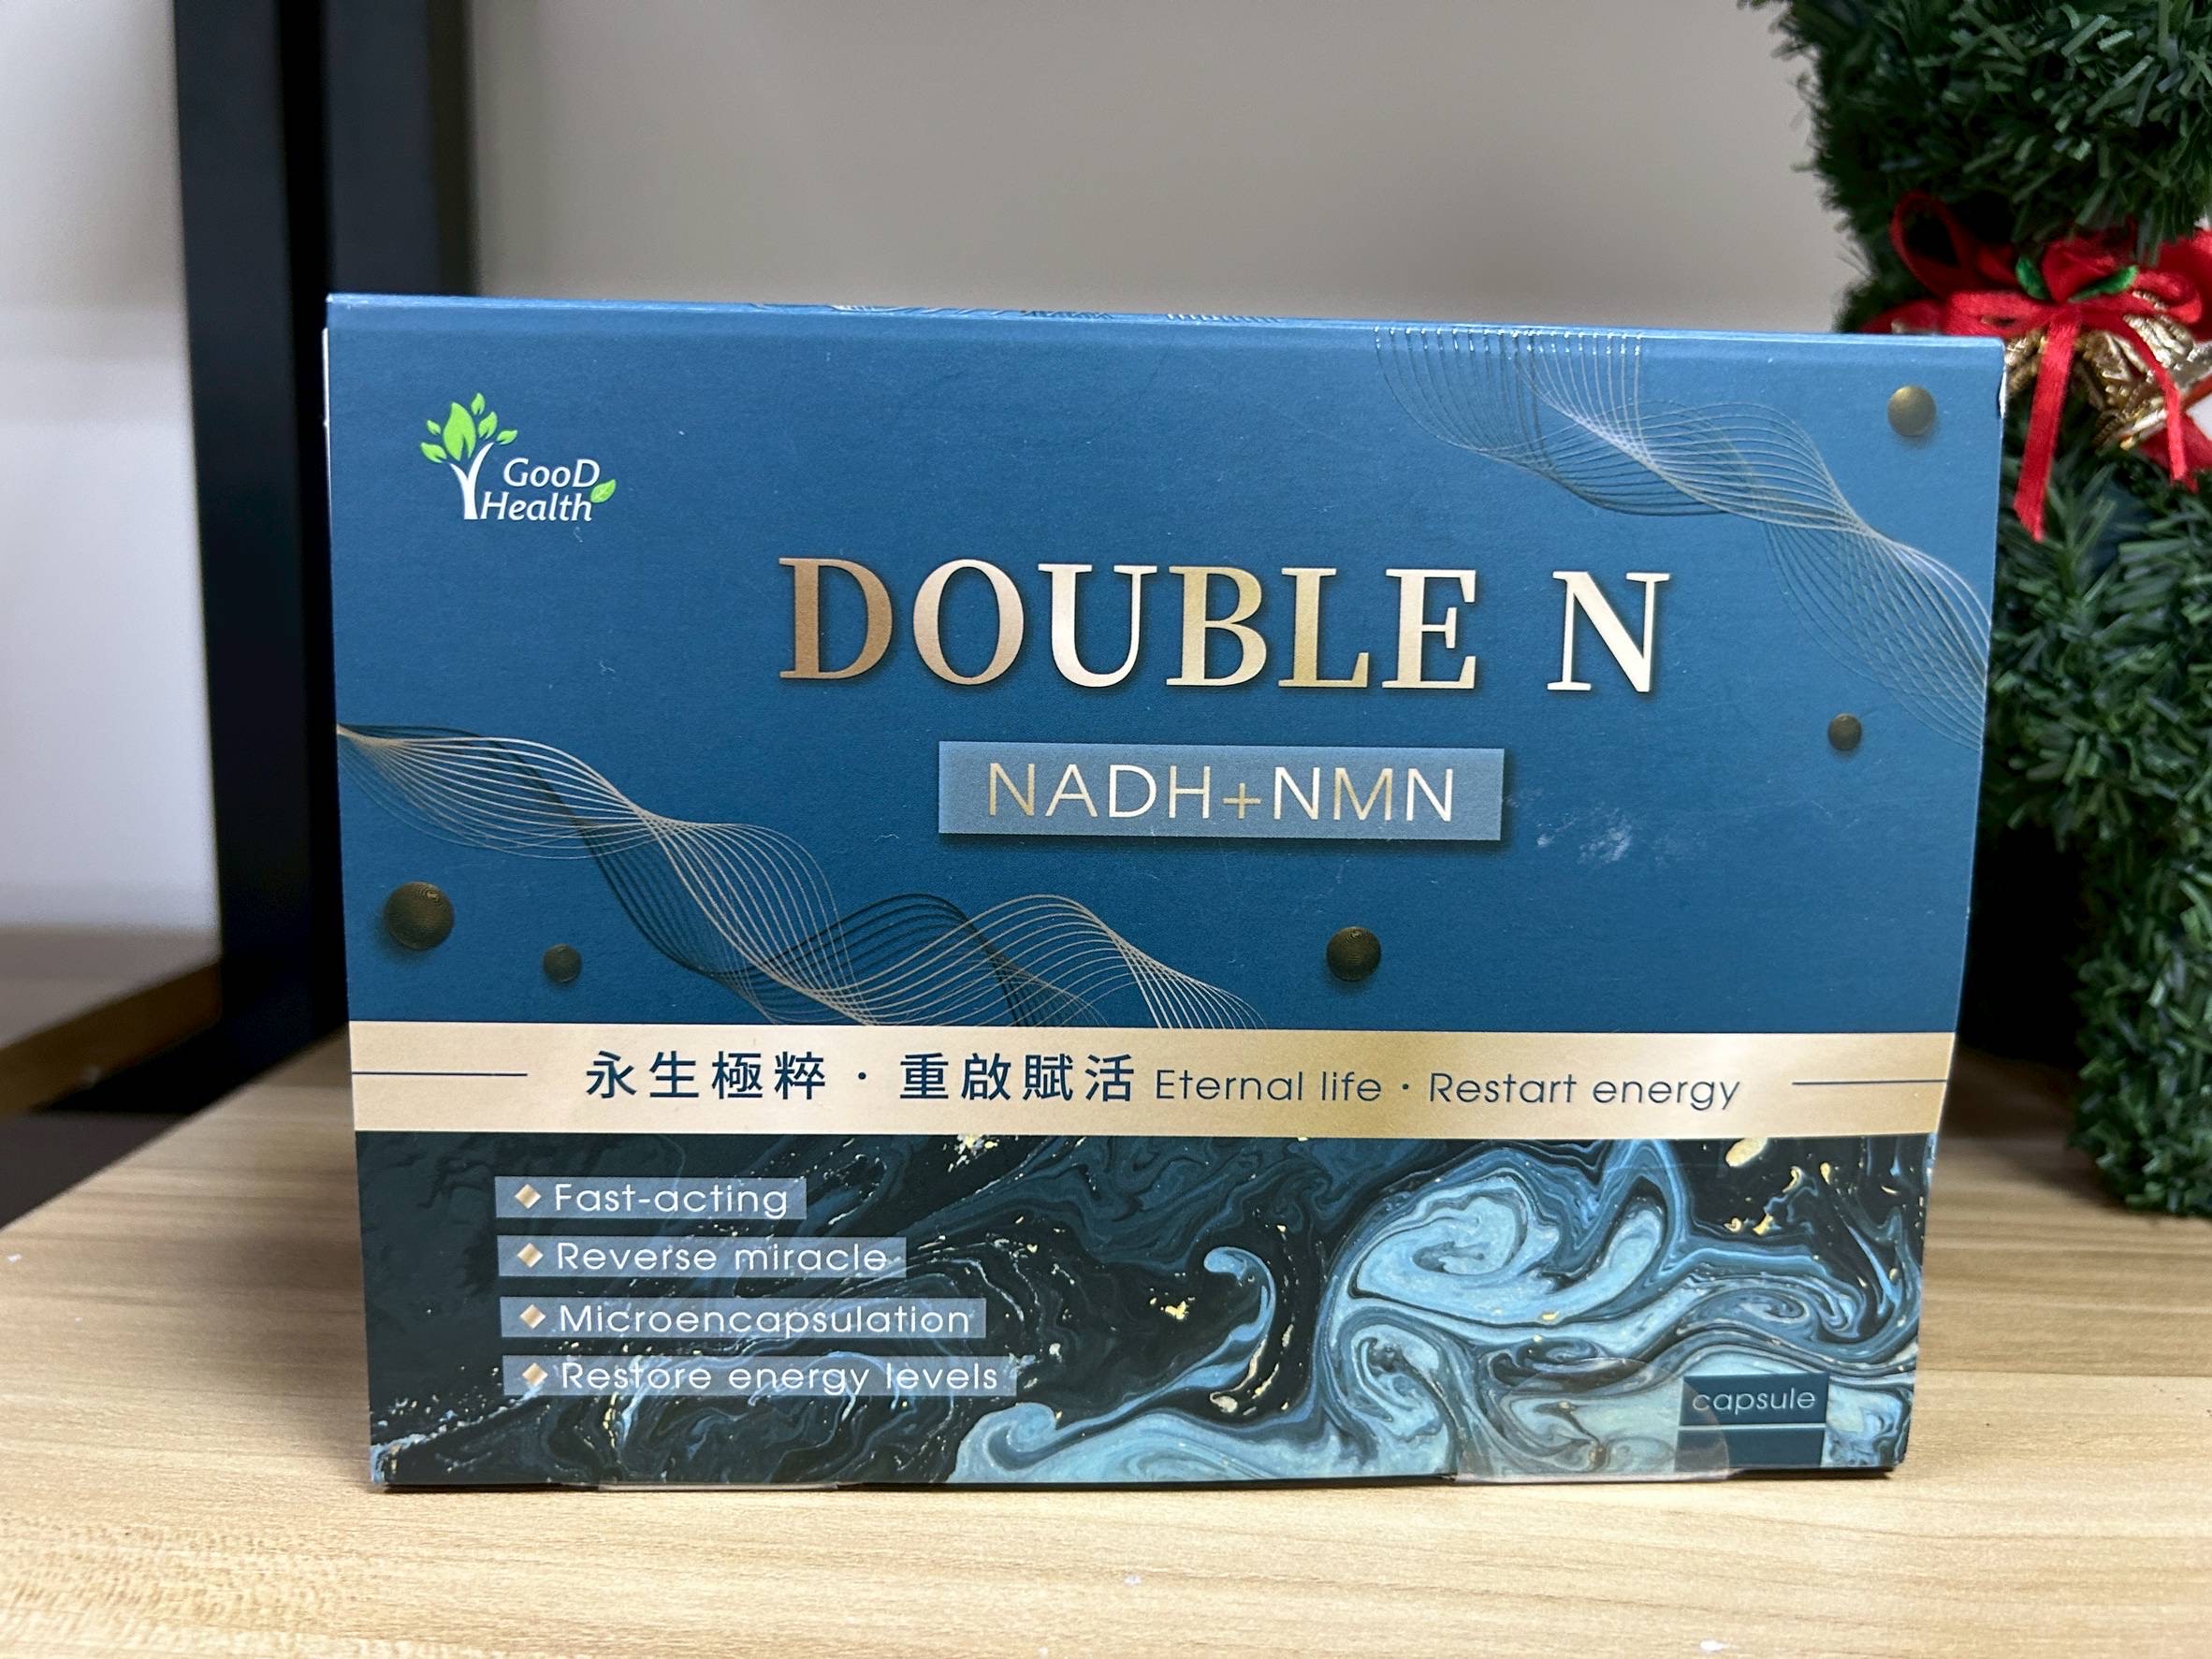 GooD
Health
DOUBLE N
NADH+NMN
永生極粹·重啟賦活 Eternal life · Restart energy
Fast-acting
Reverse miracle
Microencapsulation
Restore energy levels
capsule